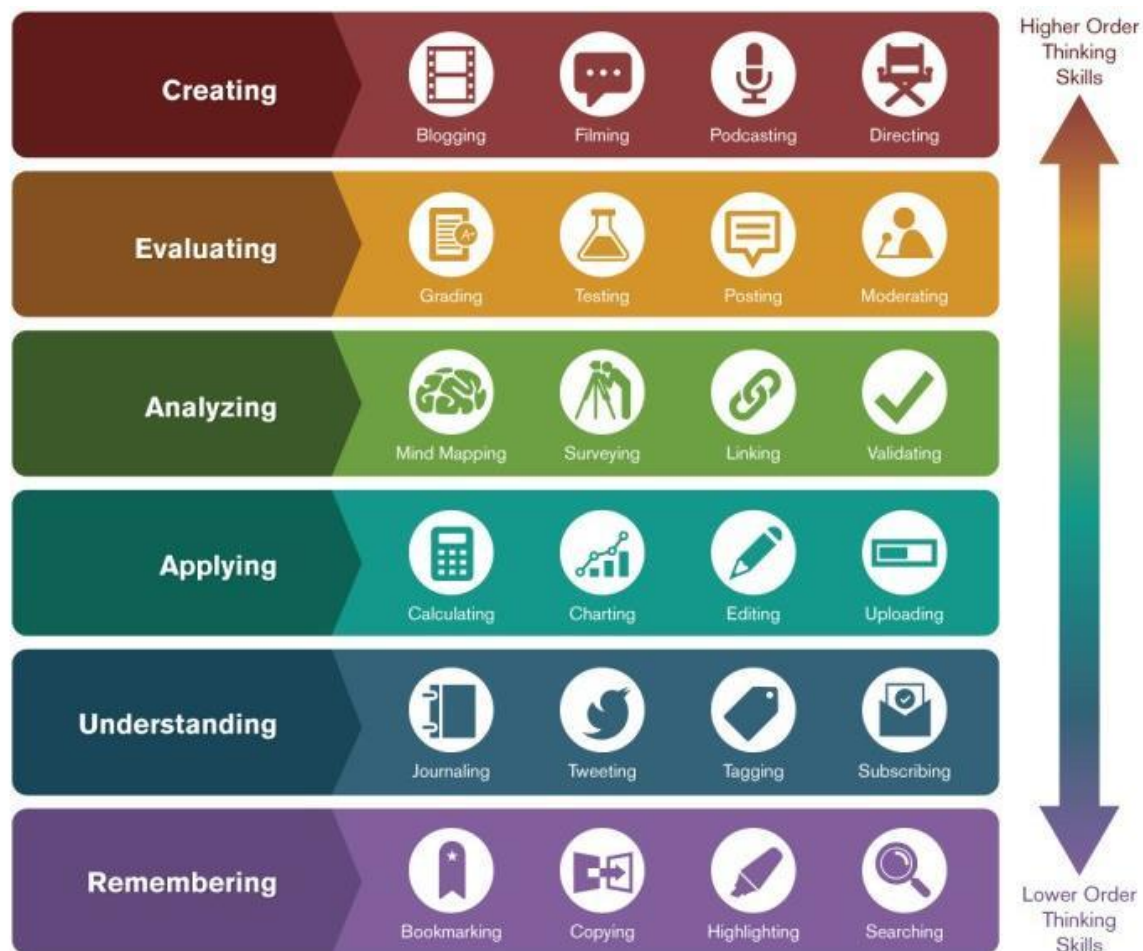 Higher Order
Thinking
Skills
Creating
Blogging Filming Podcasting Directing
Evaluating
A+
Grading Testing Posting Moderating
Analyzing
Mind Mapping Surveying Linking Validating
Applying
Calculating Charting Editing Uploading
Understanding
Journaling Tweeting Tagging Subscribing
Remembering
Bookmarking Copying Highlighting Searching
Lower Order
Thinking
Skills